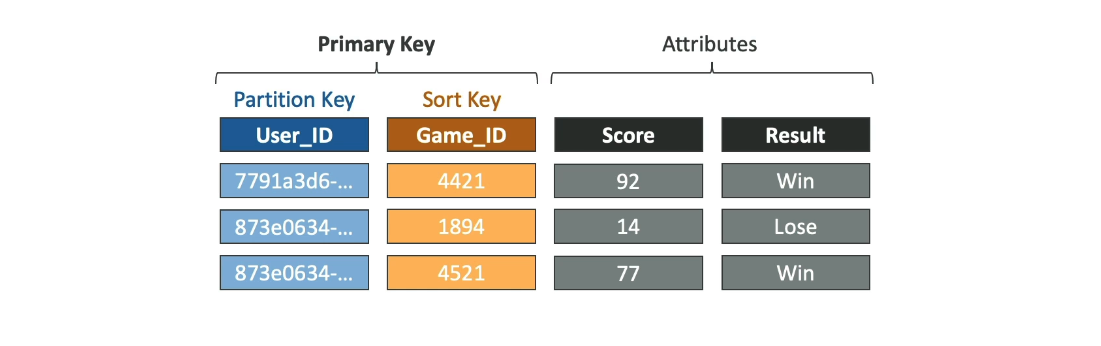 Primary Key Attributes
Partition Key Sort Key
User_ID Game_ID Score Result
7791a3d6-... 4421 92 Win
873e0634-... 1894 14 Lose
873e0634-... 4521 77 Win